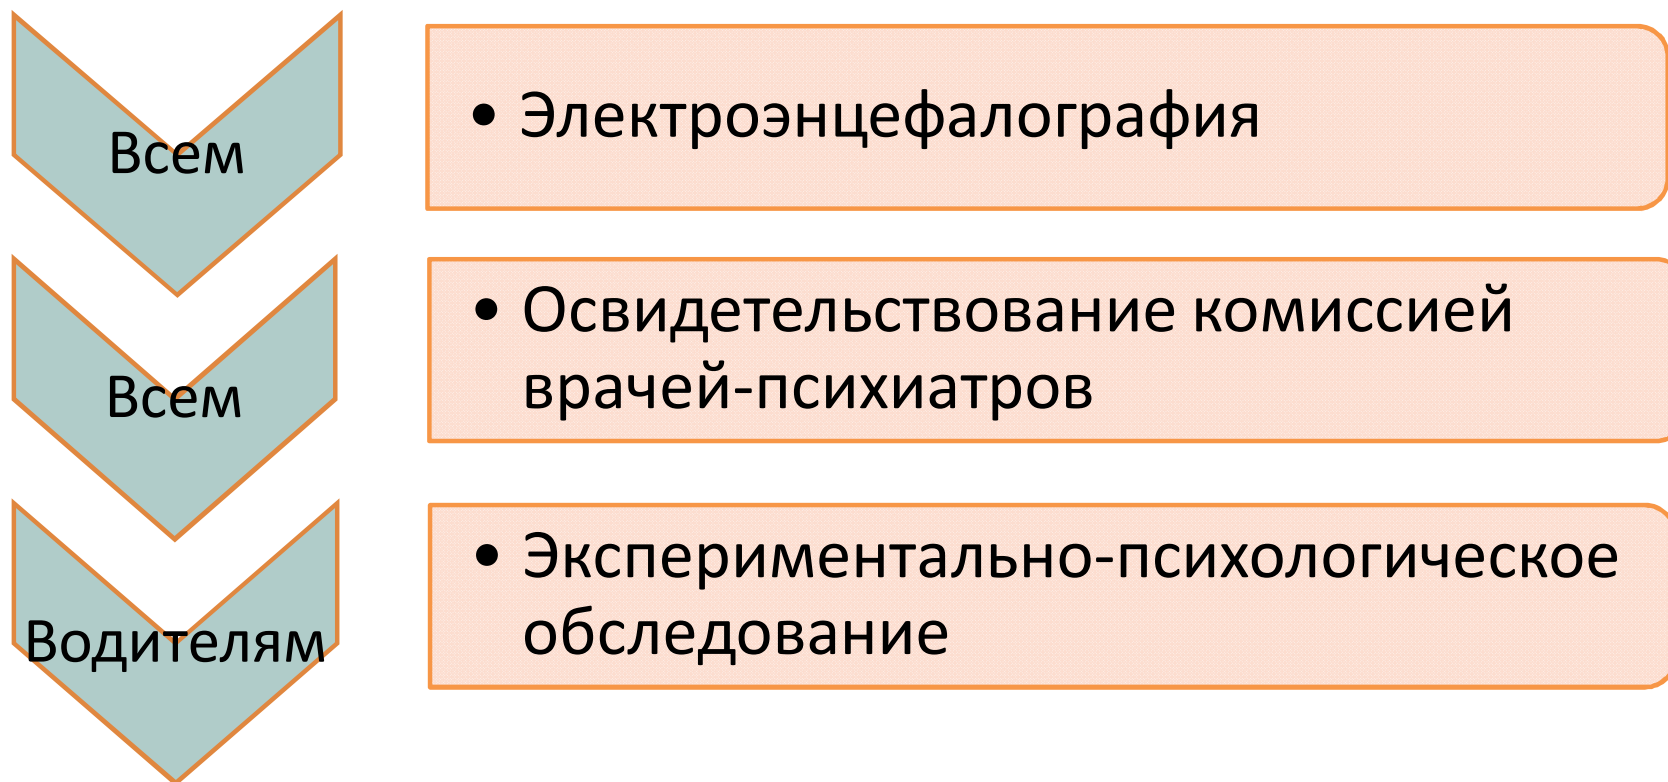 Всем
• Электроэнцефалография
Всем
• Освидетельствование комиссией
врачей-психиатров
Водителям
• Экспериментально-психологическое
обследование